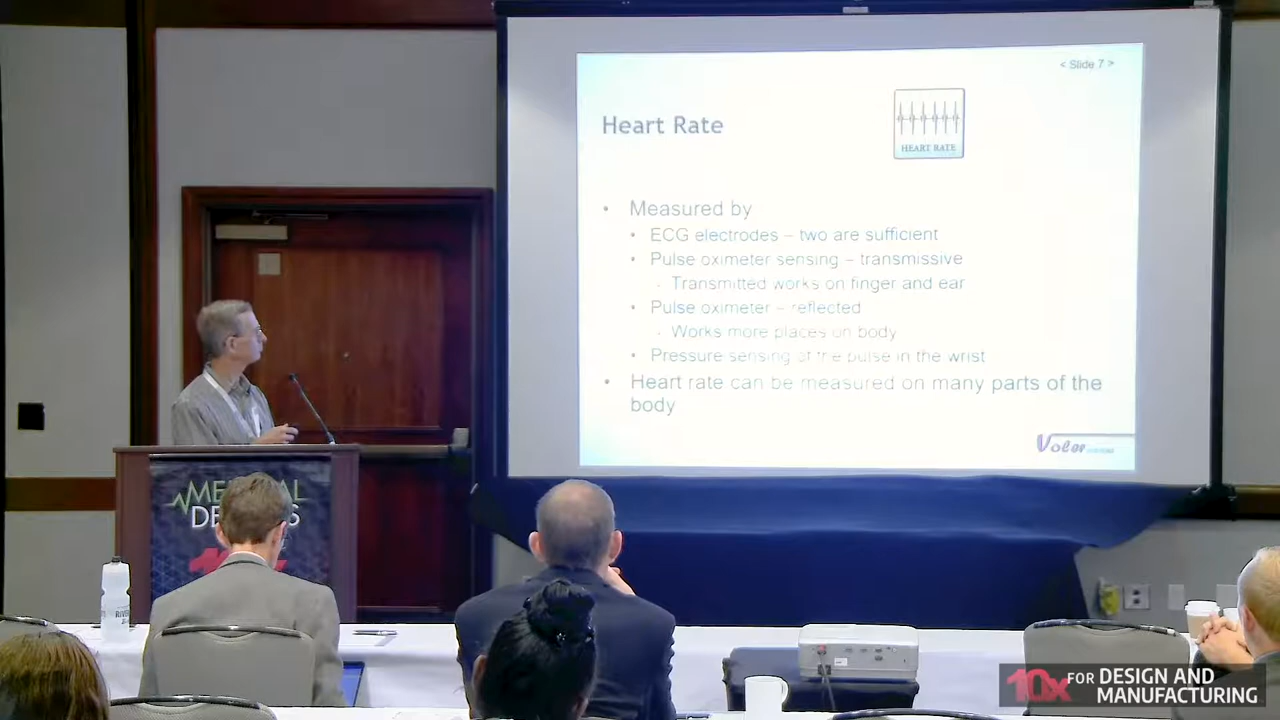 < Slide 7 >
Heart Rate
HEART RATE
• Measured by
• ECG electrodes – two are sufficient
• Pulse oximeter sensing – transmissive
- Transmitted works on finger and ear
• Pulse oximeter – reflected
- Works more places on body
• Pressure sensing of the pulse in the wrist
• Heart rate can be measured on many parts of the
body
Voler
10x FOR DESIGN AND
MANUFACTURING